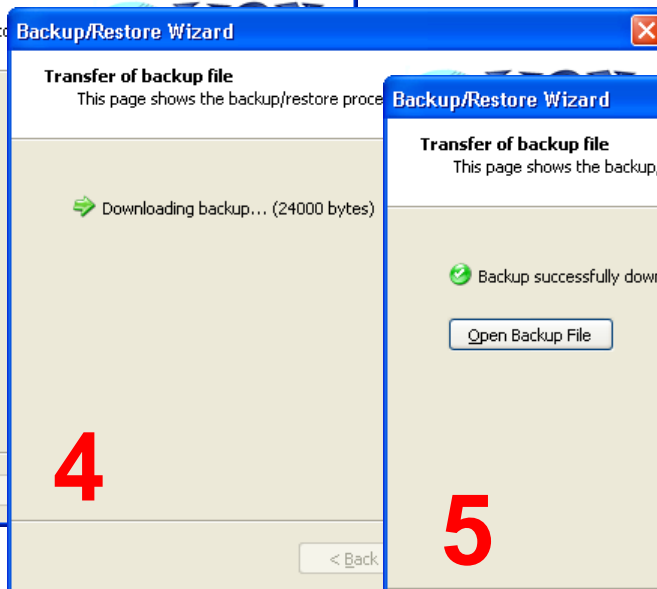 Backup/Restore Wizard
Transfer of backup file
This page shows the backup/restore proce
Downloading backup... (24000 bytes)
4
< Back
Backup/Restore Wizard
Transfer of backup file
This page shows the backup/
Backup successfully down
Open Backup File
5